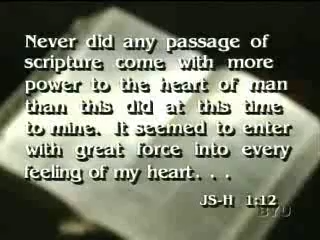 Never did any passage of
scripture come with more
power to the heart of man
than this did at this time
to mine. It seemed to enter
with great force into every
feeling of my heart. . .
JS-H 1:12
BYU